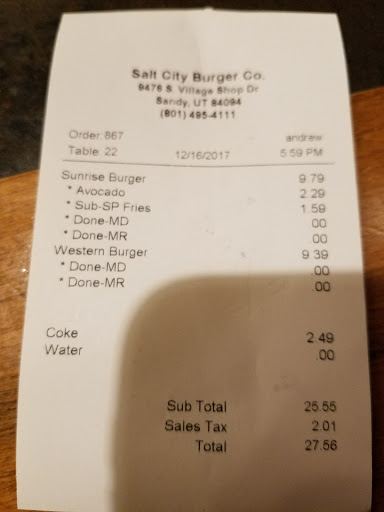 Salt City Burger Co.
9476 S. Village Shop Dr
Sandy, UT 84094
(801) 495-4111
Order: 867 andrew
Table: 22 12/16/2017 5:59 PM
Sunrise Burger 9.79
* Avocado 2.29
* Sub-SP Fries 1.59
* Done-MD .00
* Done-MR .00
Western Burger 9.39
* Done-MD .00
* Done-MR .00
Coke 2.49
Water .00
Sub Total 25.55
Sales Tax 2.01
Total 27.56